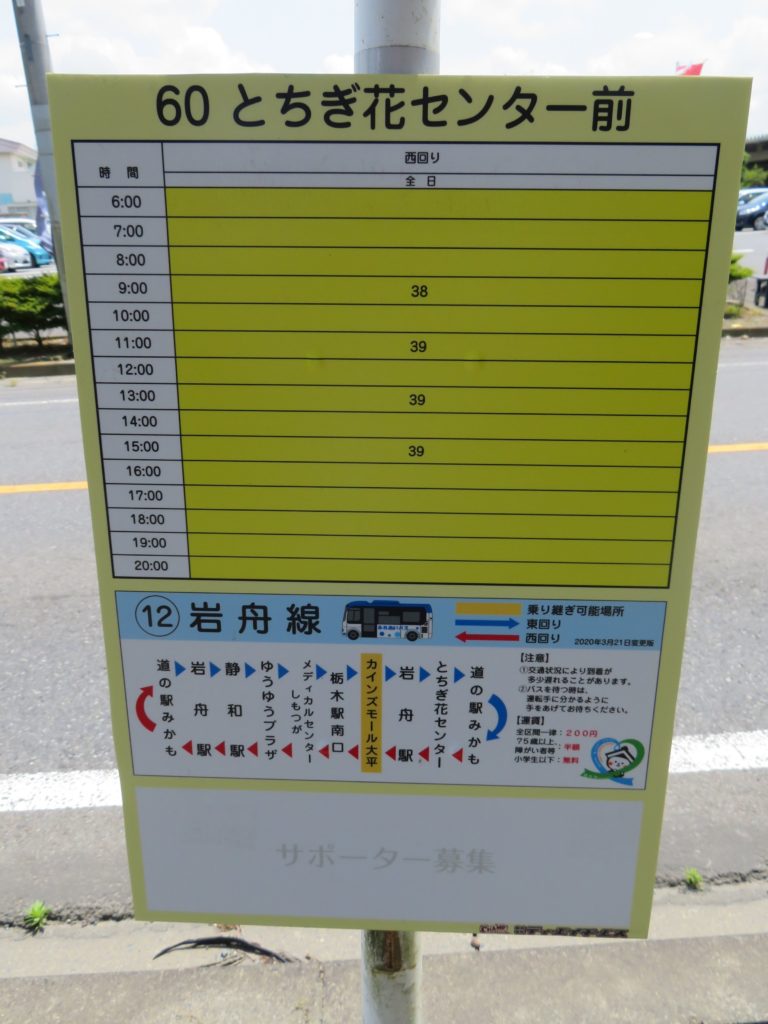 60 とちぎ花センター前
時 間
西回り
全 日
6:00
7:00
8:00
9:00 38
10:00
11:00 39
12:00
13:00 39
14:00
15:00 39
16:00
17:00
18:00
19:00
20:00
⑫ 岩舟線
乗り継ぎ可能場所
東回り
西回り
2020年3月21日変更版
道の駅みかも
岩舟駅
静和駅
ゆうゆうプラザ
メディカルセンターしもつが
栃木駅南口
カインズモール大平
岩舟駅
とちぎ花センター
道の駅みかも
【注意】
①交通状況により到着が
多少遅れることがあります。
②バスを待つ時は、
運転手に分かるように
手をあげてお待ちください。
【運賃】
全区間一律：200円
75歳以上、
障がい者等：半額
小学生以下：無料
サポーター募集